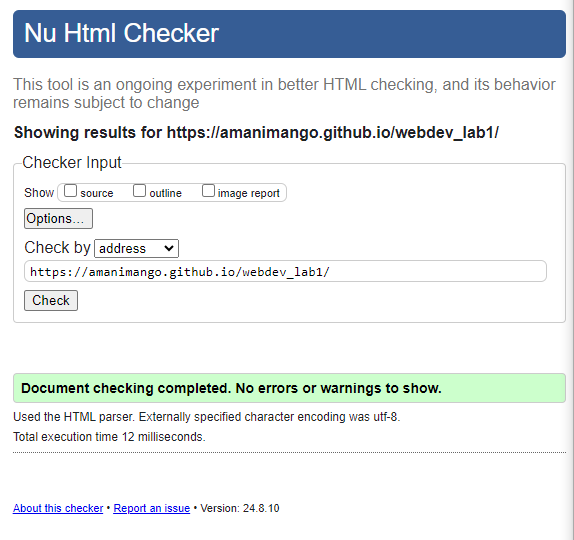 Nu Html Checker
This tool is an ongoing experiment in better HTML checking, and its behavior
remains subject to change
Showing results for https://amanimango.github.io/webdev_lab1/
Checker Input
Show source outline image report
Options...
Check by address
https://amanimango.github.io/webdev_lab1/
Check
Document checking completed. No errors or warnings to show.
Used the HTML parser. Externally specified character encoding was utf-8.
Total execution time 12 milliseconds.
About this checker • Report an issue • Version: 24.8.10